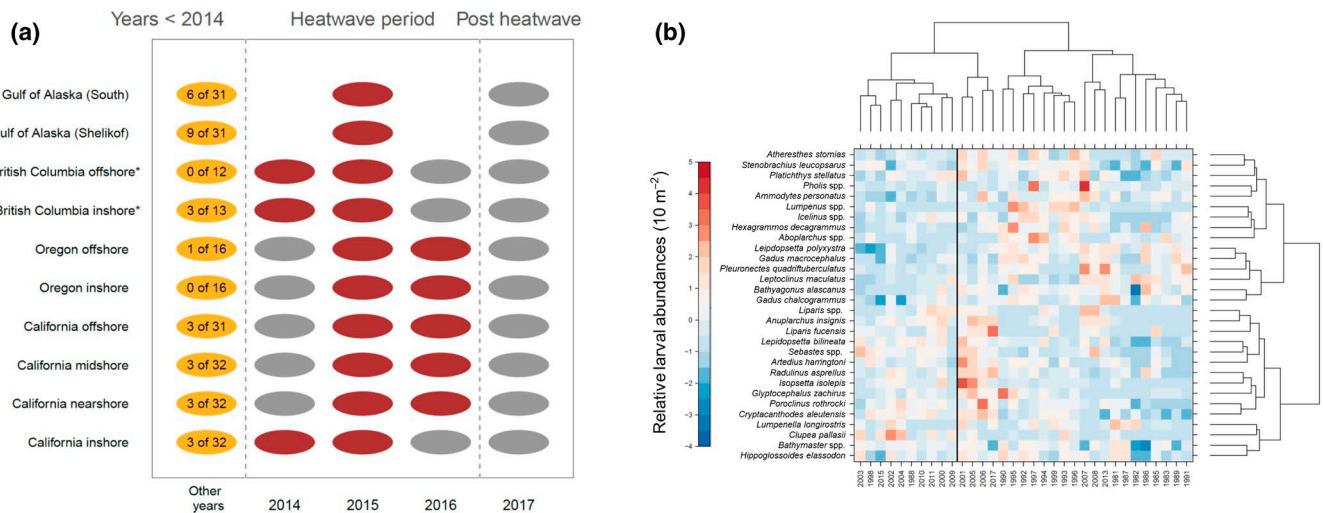 Years < 2014 Heatwave period Post heatwave
(a)
Gulf of Alaska (South) 6 of 31
ulf of Alaska (Shelikof) 9 of 31
ritish Columbia offshore* 0 of 12
ritish Columbia inshore* 3 of 13
Oregon offshore 1 of 16
Oregon inshore 0 of 16
California offshore 3 of 31
California midshore 3 of 32
California nearshore 3 of 32
California inshore 3 of 32
Other
years 2014 2015 2016 2017
(b)
Relative larval abundances (10 m−2)
5
4
3
2
1
0
−1
−2
−3
−4
Atheresthes stomias
Stenobrachius leucopsarus
Platichthys stellatus
Pholis spp.
Ammodytes personatus
Lumpenus spp.
Icelinus spp.
Hexagrammos decagrammus
Aboplarchus spp.
Leidopsetta polyxystra
Gadus macrocephalus
Pleuronectes quadrifturberculatus
Leptoclinus maculatus
Bathyagonus alascanus
Gadus chalcogrammus
Liparis spp.
Anuplarchus insignis
Liparis fucensis
Lepidopsetta bilineata
Sebastes spp.
Artedius harringtoni
Radulinus asprellus
Isopsetta isolepis
Glyptocephalus zachirus
Poroclinus rothrocki
Cryptacanthodes aleutensis
Lumpenella longirostris
Clupea pallasii
Bathymaster spp.
Hippoglossoides elassodon
2003 1998 2015 2002 2004 1988 2010 2011 2000 2009 2001 2005 2006 2017 1990 1995 1992 1997 1994 1999 1993 1996 2007 2008 2013 1981 1987 1982 1986 1985 1983 1989 1991